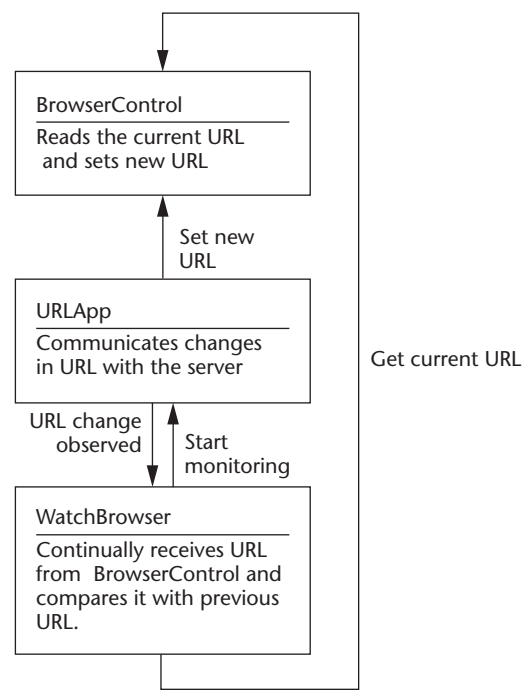 BrowserControl
Reads the current URL
and sets new URL
Set new
URL
URLApp
Communicates changes
in URL with the server
Get current URL
URL change
observed
Start
monitoring
WatchBrowser
Continually receives URL
from BrowserControl and
compares it with previous
URL.